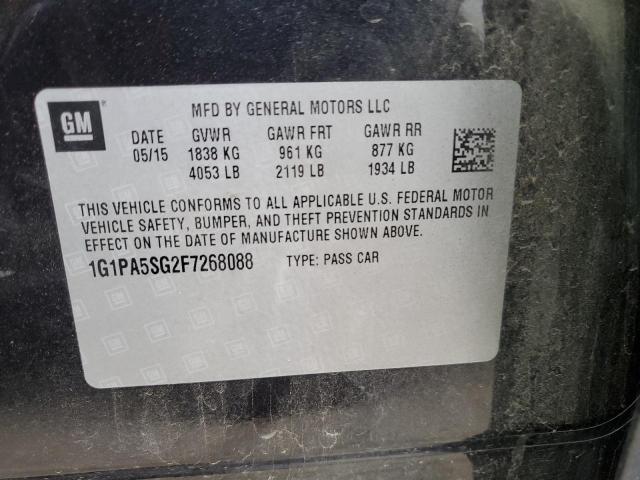 GM
MFD BY GENERAL MOTORS LLC
DATE GVWR GAWR FRT GAWR RR
05/15 1838 KG 961 KG 877 KG
4053 LB 2119 LB 1934 LB
THIS VEHICLE CONFORMS TO ALL APPLICABLE U.S. FEDERAL MOTOR
VEHICLE SAFETY, BUMPER, AND THEFT PREVENTION STANDARDS IN
EFFECT ON THE DATE OF MANUFACTURE SHOWN ABOVE.
1G1PA5SG2F7268088 TYPE: PASS CAR